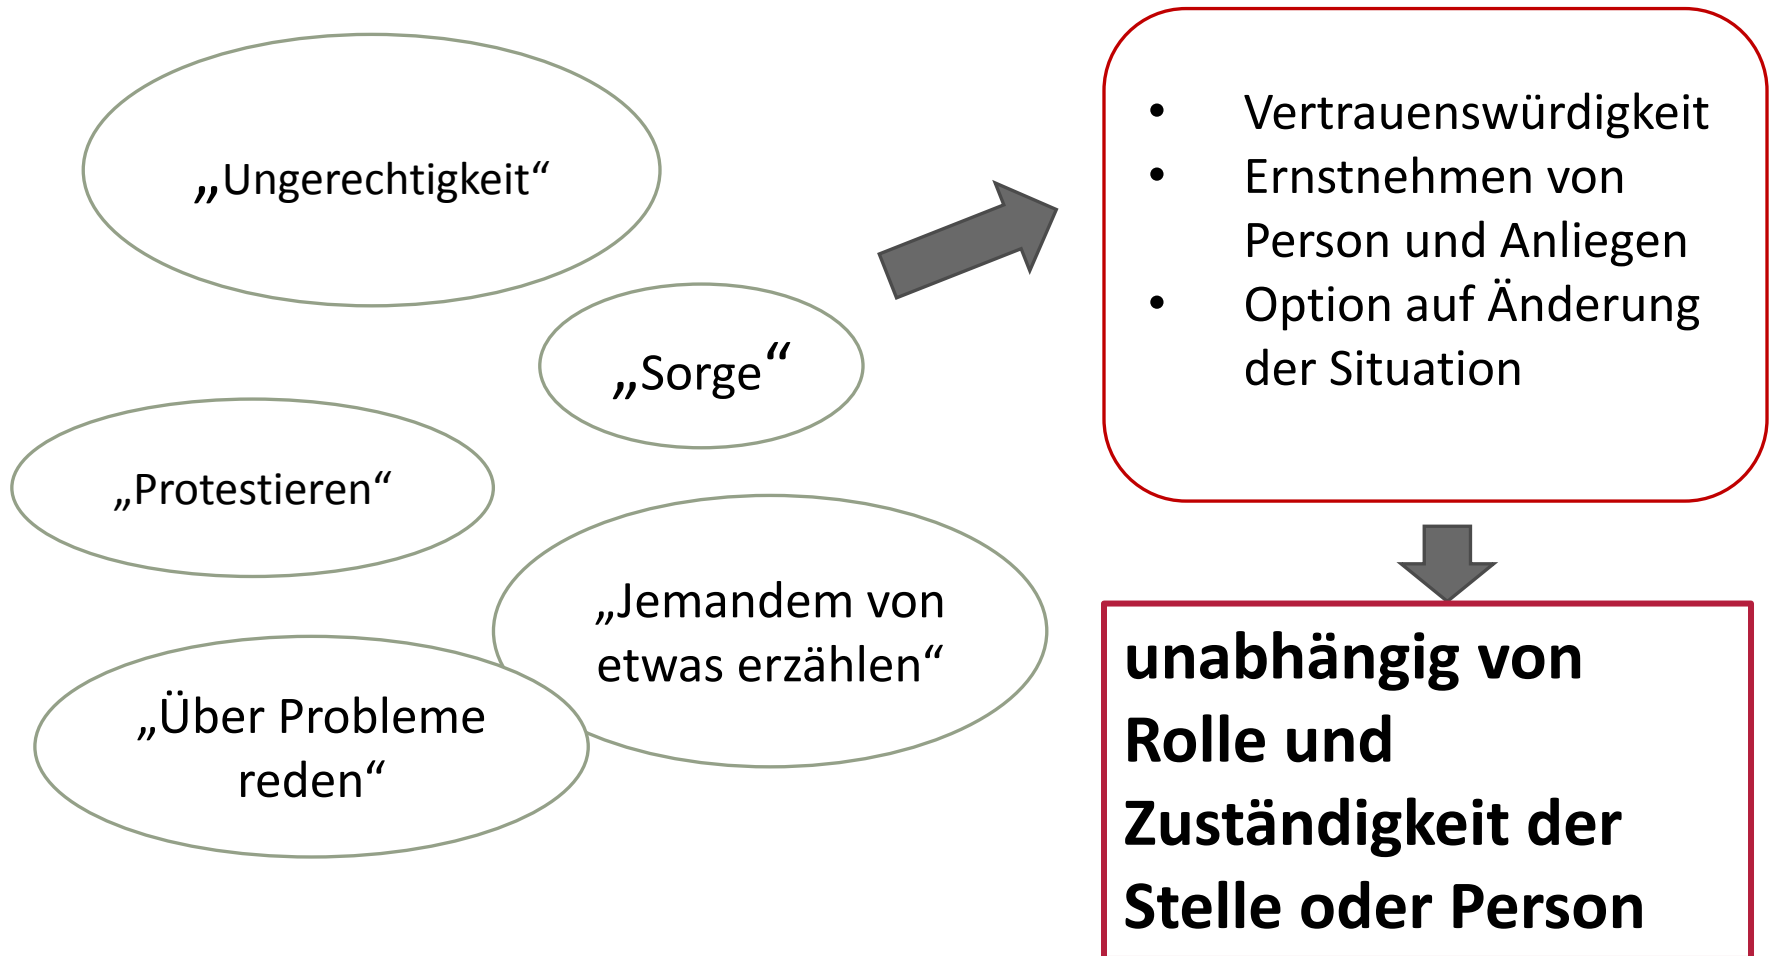 „Ungerechtigkeit“
„Sorge“
„Protestieren“
„Jemandem von
etwas erzählen“
„Über Probleme
reden“
• Vertrauenswürdigkeit
• Ernstnehmen von
Person und Anliegen
• Option auf Änderung
der Situation
unabhängig von
Rolle und
Zuständigkeit der
Stelle oder Person